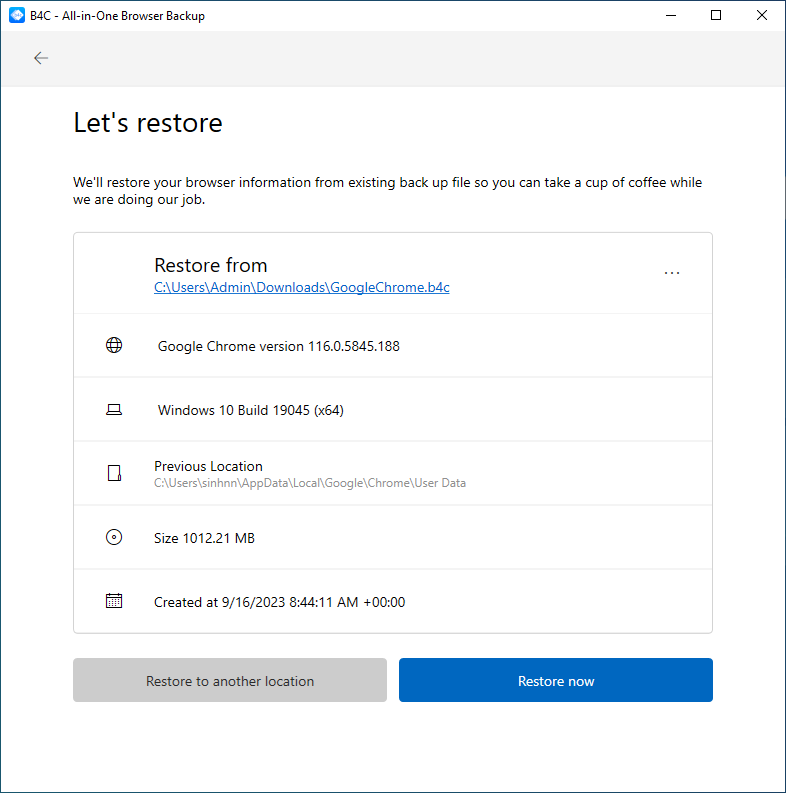 B4C - All-in-One Browser Backup
Let's restore
We'll restore your browser information from existing back up file so you can take a cup of coffee while
we are doing our job.
Restore from
C:\Users\Admin\Downloads\GoogleChrome.b4c
Google Chrome version 116.0.5845.188
Windows 10 Build 19045 (x64)
Previous Location
C:\Users\sinhnn\AppData\Local\Google\Chrome\User Data
Size 1012.21 MB
Created at 9/16/2023 8:44:11 AM +00:00
Restore to another location
Restore now